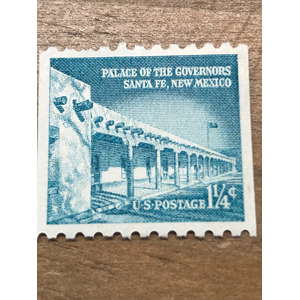 PALACE OF THE GOVERNORS
SANTA FE, NEW MEXICO
1¼¢
U·S·POSTAGE